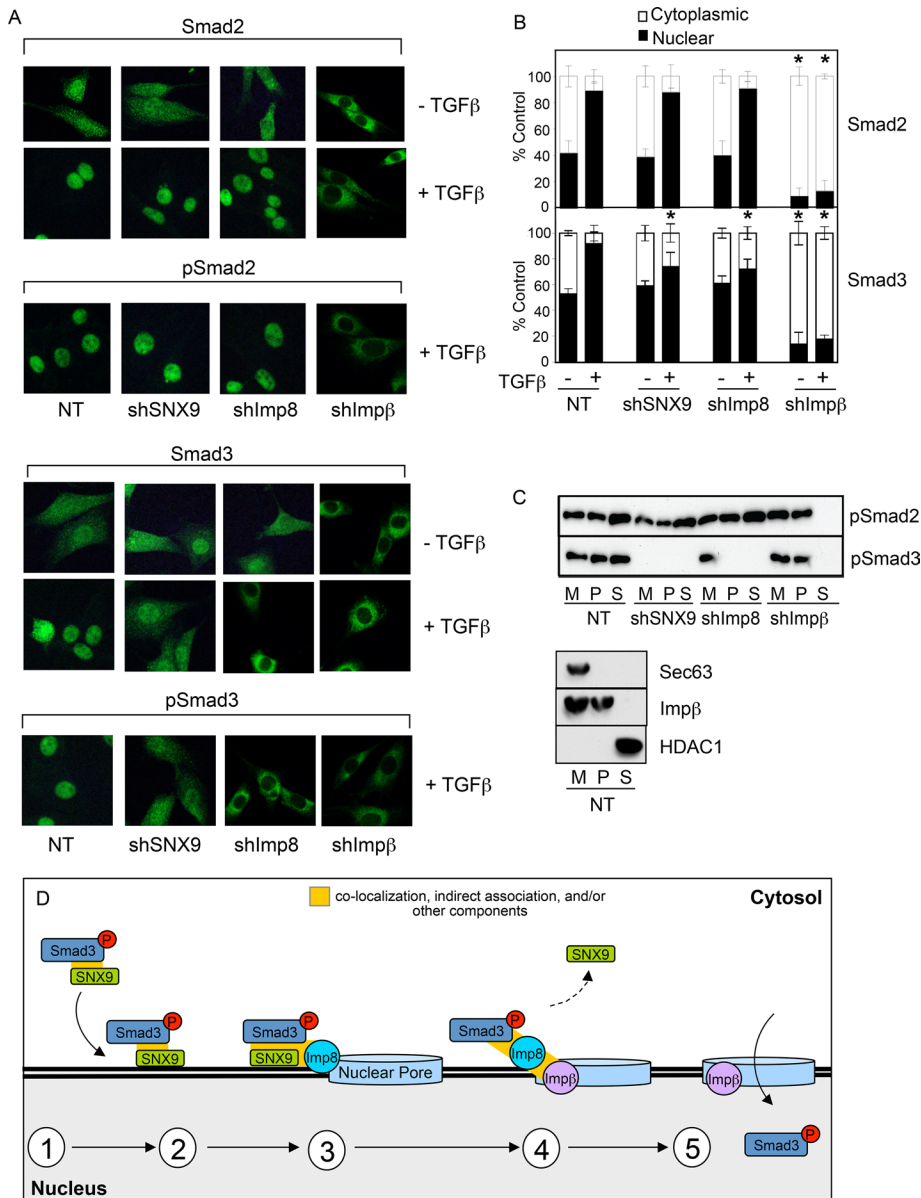 A
Smad2
- TGFβ
+ TGFβ
pSmad2
+ TGFβ
NT shSNX9 shImp8 shImpβ
Smad3
- TGFβ
+ TGFβ
pSmad3
+ TGFβ
NT shSNX9 shImp8 shImpβ
B
Cytoplasmic
Nuclear
* *
100
80
60
40
20
0
% Control
Smad2
* * * *
100
80
60
40
20
0
% Control
Smad3
TGFβ - + - + - + - +
NT shSNX9 shImp8 shImpβ
C
pSmad2
pSmad3
M P S M P S M P S M P S
NT shSNX9 shImp8 shImpβ
Sec63
Impβ
HDAC1
M P S
NT
D
co-localization, indirect association, and/or
other components
Cytosol
P
Smad3
SNX9
P
Smad3
SNX9
P
Smad3
SNX9
Imp8
Nuclear Pore
SNX9
P
Smad3
Imp8
Impβ
Impβ
P
Smad3
1 2 3 4 5
Nucleus